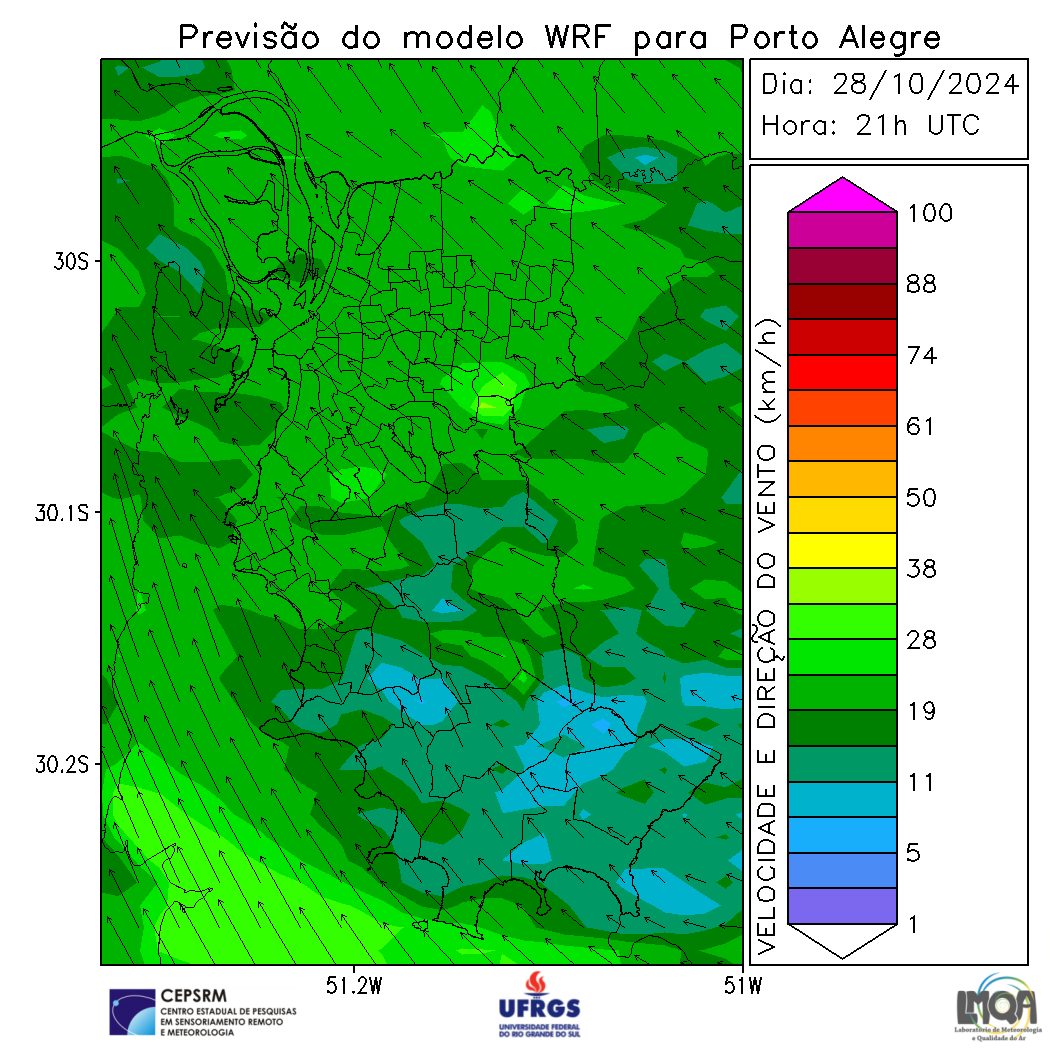 Previsão do modelo WRF para Porto Alegre
Dia: 28/10/2024
Hora: 21h UTC
30S
30.1S
30.2S
51.2W
51W
VELOCIDADE E DIREÇÃO DO VENTO (km/h)
100
88
74
61
50
38
28
19
11
5
1
CEPSRM
CENTRO ESTADUAL DE PESQUISAS
EM SENSORIAMENTO REMOTO
E METEOROLOGIA
UFRGS
UNIVERSIDADE FEDERAL
DO RIO GRANDE DO SUL
LMQA
Laboratório de Meteorologia
e Qualidade do Ar